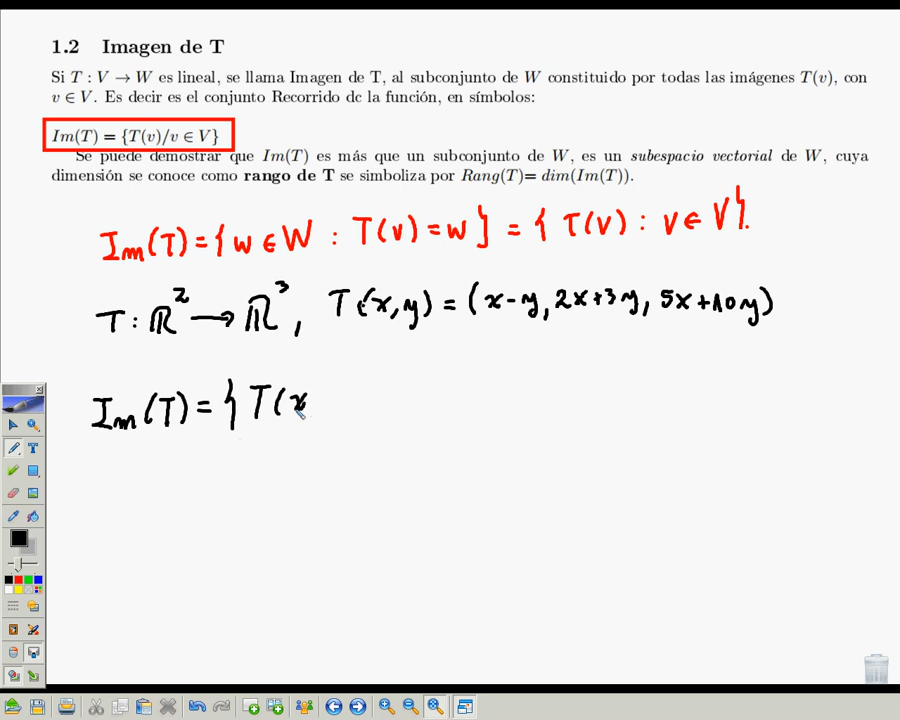 1.2 Imagen de T
Si T : V → W es lineal, se llama Imagen de T, al subconjunto de W constituido por todas las imágenes T(v), con
v ∈ V. Es decir es el conjunto Recorrido de la función, en símbolos:
Im(T) = {T(v)/v ∈ V}
Se puede demostrar que Im(T) es más que un subconjunto de W, es un subespacio vectorial de W, cuya
dimensión se conoce como rango de T se simboliza por Rang(T)= dim(Im(T)).
Im(T) = { w ∈ W : T(v) = w } = { T(v) : v ∈ V }.
T : ℝ² → ℝ³, T(x,y) = (x-y, 2x+3y, 5x+10y)
Im(T) = { T(x